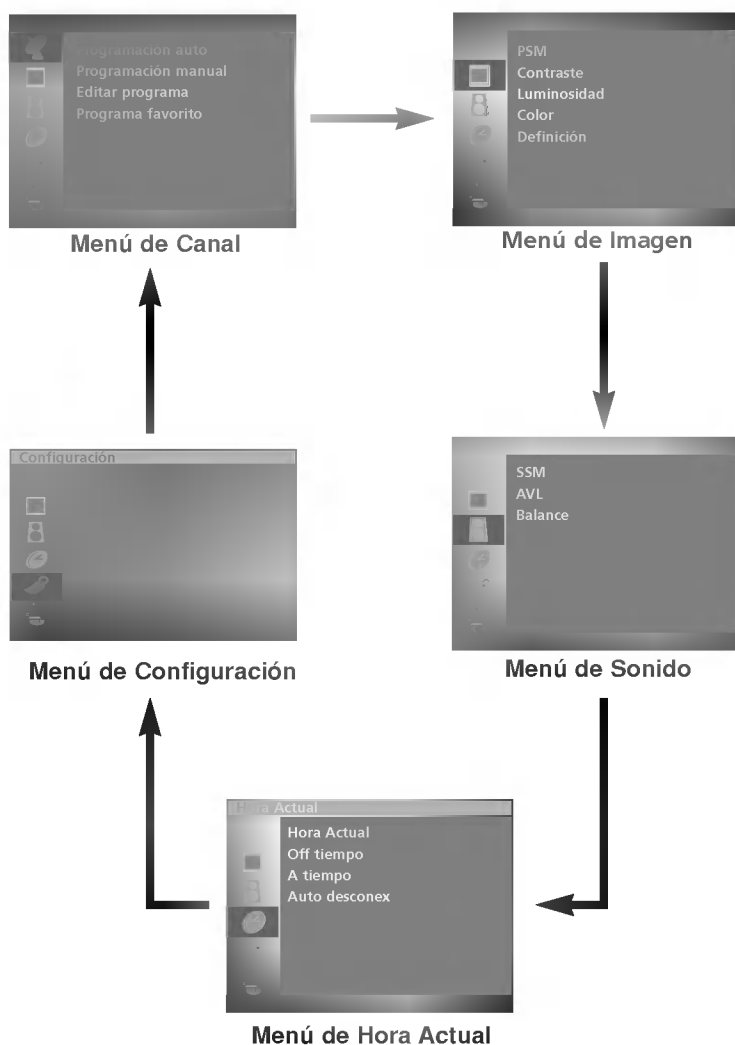 Programación auto
Programación manual
Editar programa
Programa favorito
Menú de Canal
PSM
Contraste
Luminosidad
Color
Definición
Menú de Imagen
Configuración
Menú de Configuración
SSM
AVL
Balance
Menú de Sonido
Hora Actual
Hora Actual
Off tiempo
A tiempo
Auto desconex
Menú de Hora Actual